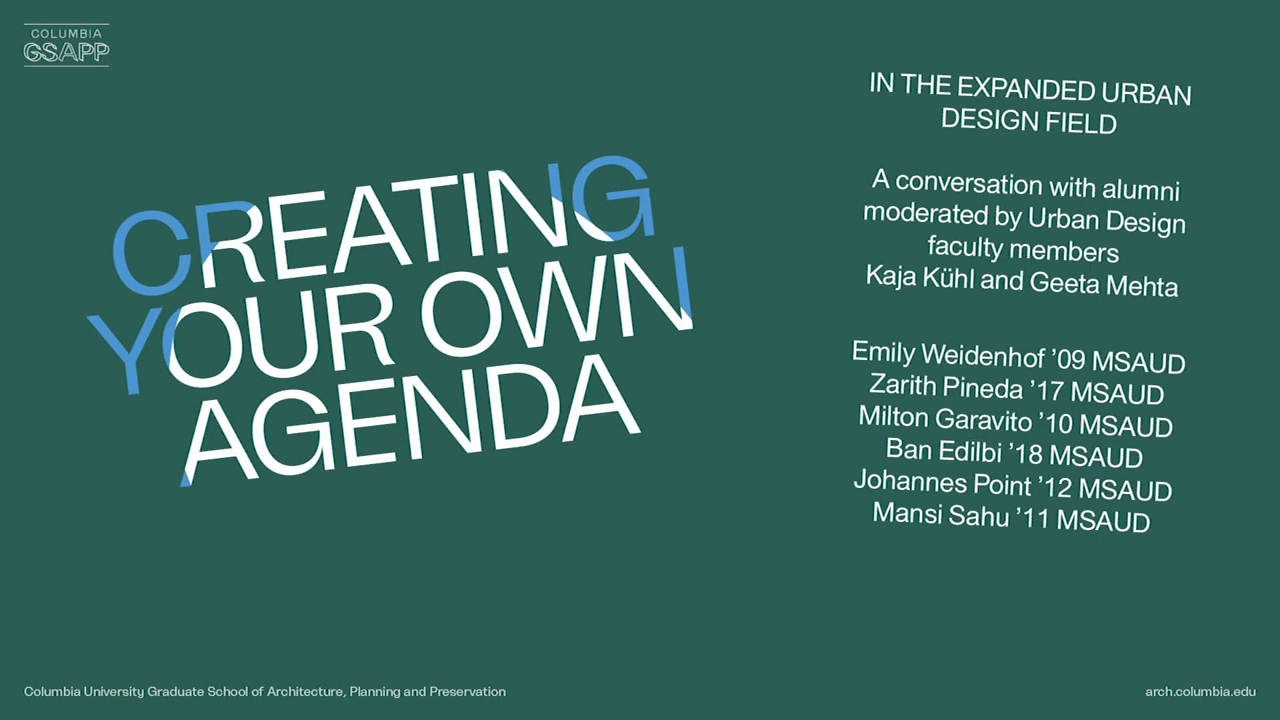 COLUMBIA
GSAPP
CREATING
YOUR OWN
AGENDA
IN THE EXPANDED URBAN
DESIGN FIELD
A conversation with alumni
moderated by Urban Design
faculty members
Kaja Kühl and Geeta Mehta
Emily Weidenhof ’09 MSAUD
Zarith Pineda ’17 MSAUD
Milton Garavito ’10 MSAUD
Ban Edilbi ’18 MSAUD
Johannes Point ’12 MSAUD
Mansi Sahu ’11 MSAUD
Columbia University Graduate School of Architecture, Planning and Preservation
arch.columbia.edu